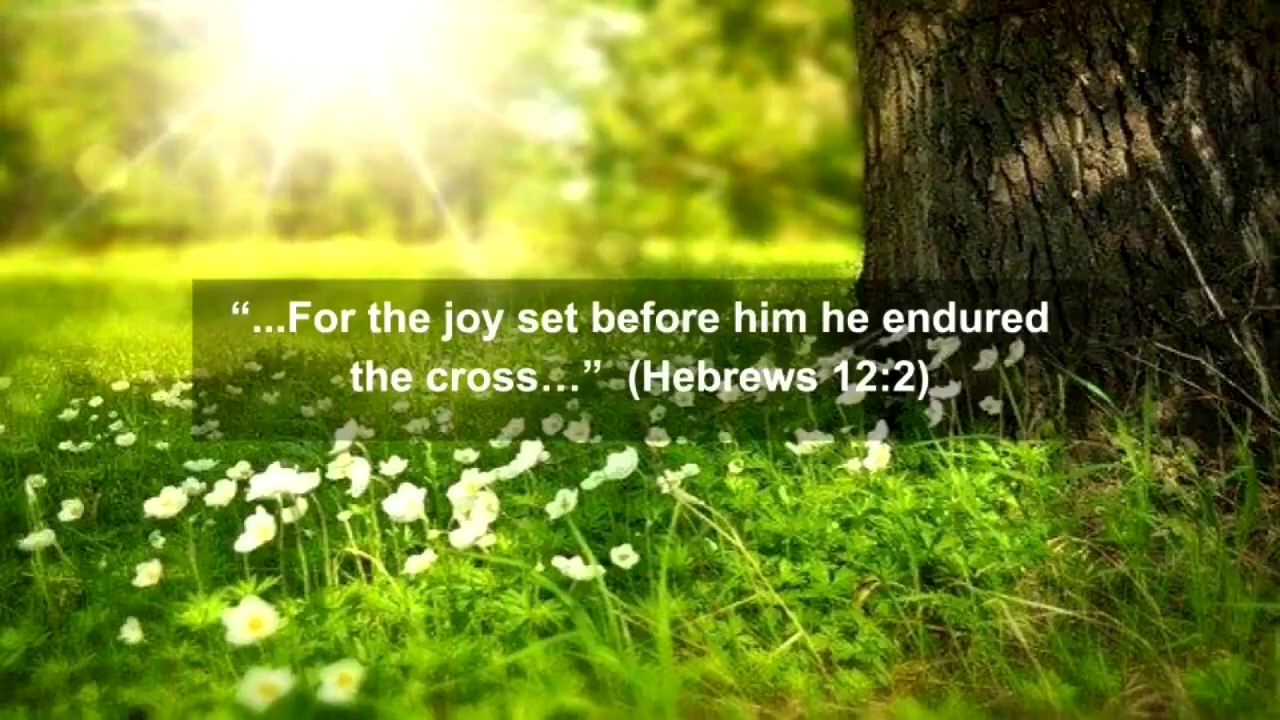 “...For the joy set before him he endured
the cross…” (Hebrews 12:2)